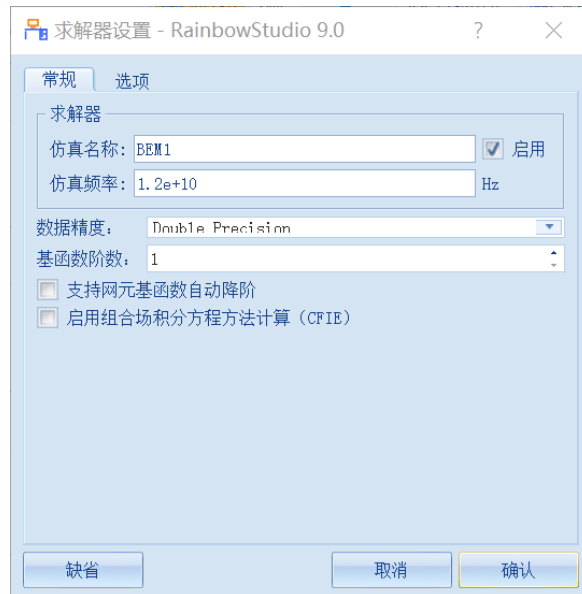 求解器设置 - RainbowStudio 9.0 ?
常规 选项
求解器
仿真名称: BEM1 启用
仿真频率: 1.2e+10 Hz
数据精度: Double Precision
基函数阶数: 1
支持网元基函数自动降阶
启用组合场积分方程方法计算 (CFIE)
缺省 取消 确认